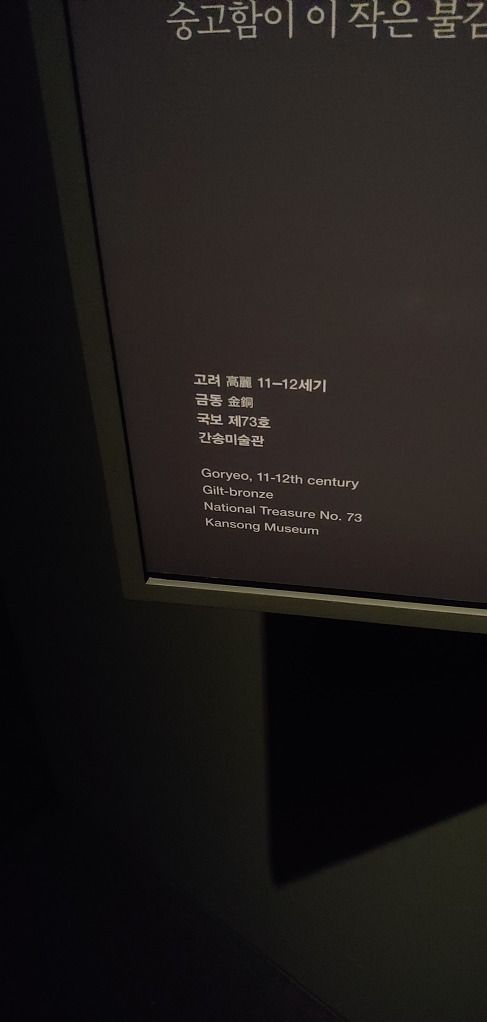 숭고함이 이 작은 불감
고려 高麗 11–12세기
금동 金銅
국보 제73호
간송미술관
Goryeo, 11-12th century
Gilt-bronze
National Treasure No. 73
Kansong Museum